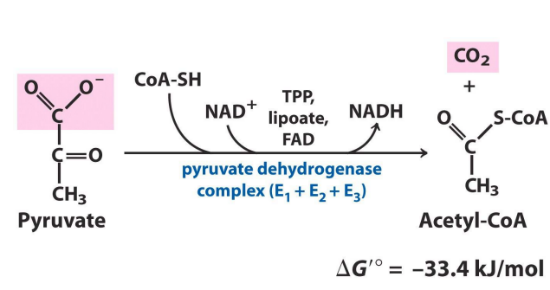 O O⁻
C
C=O
CH₃
Pyruvate
CoA-SH
NAD⁺
TPP,
lipoate,
FAD
NADH
pyruvate dehydrogenase
complex (E₁ + E₂ + E₃)
CO₂
+
O S-CoA
C
CH₃
Acetyl-CoA
ΔG′° = −33.4 kJ/mol